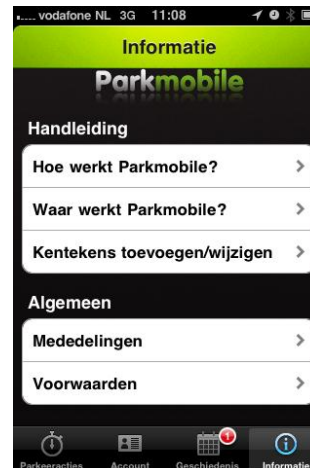 vodafone NL 3G 11:08
Informatie
Parkmobile
Handleiding
Hoe werkt Parkmobile?
Waar werkt Parkmobile?
Kentekens toevoegen/wijzigen
Algemeen
Mededelingen
Voorwaarden
1
Parkeeracties Account Geschiedenis Informatie